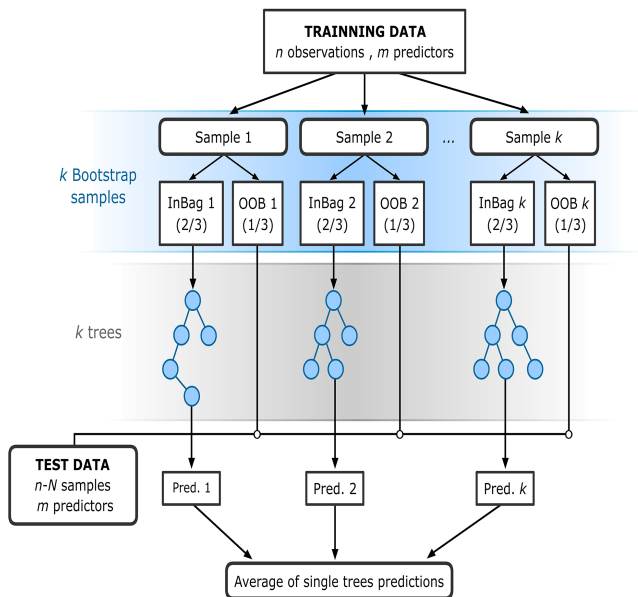 TRAINNING DATA
n observations , m predictors
Sample 1
Sample 2
...
Sample k
k Bootstrap
samples
InBag 1
(2/3)
OOB 1
(1/3)
InBag 2
(2/3)
OOB 2
(1/3)
InBag k
(2/3)
OOB k
(1/3)
k trees
TEST DATA
n-N samples
m predictors
Pred. 1
Pred. 2
Pred. k
Average of single trees predictions